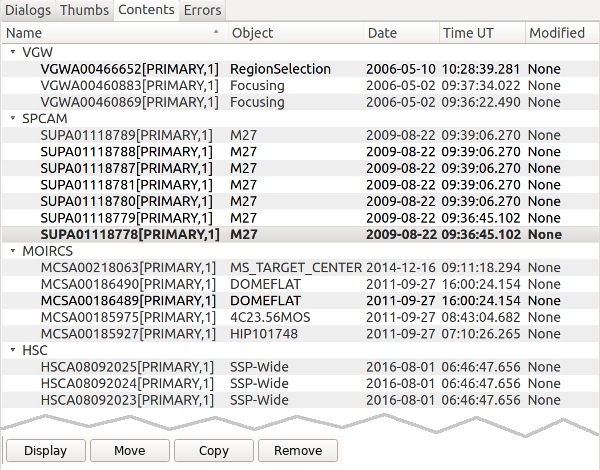 Dialogs Thumbs Contents Errors
Name Object Date Time UT Modified
VGW
VGWA00466652[PRIMARY,1] RegionSelection 2006-05-10 10:28:39.281 None
VGWA00460883[PRIMARY,1] Focusing 2006-05-02 09:37:34.022 None
VGWA00460869[PRIMARY,1] Focusing 2006-05-02 09:36:22.490 None
SPCAM
SUPA01118789[PRIMARY,1] M27 2009-08-22 09:39:06.270 None
SUPA01118788[PRIMARY,1] M27 2009-08-22 09:39:06.270 None
SUPA01118787[PRIMARY,1] M27 2009-08-22 09:39:06.270 None
SUPA01118781[PRIMARY,1] M27 2009-08-22 09:39:06.270 None
SUPA01118780[PRIMARY,1] M27 2009-08-22 09:39:06.270 None
SUPA01118779[PRIMARY,1] M27 2009-08-22 09:36:45.102 None
SUPA01118778[PRIMARY,1] M27 2009-08-22 09:36:45.102 None
MOIRCS
MCSA00218063[PRIMARY,1] MS_TARGET_CENTER 2014-12-16 09:11:18.294 None
MCSA00186490[PRIMARY,1] DOMEFLAT 2011-09-27 16:00:24.154 None
MCSA00186489[PRIMARY,1] DOMEFLAT 2011-09-27 16:00:24.154 None
MCSA00185975[PRIMARY,1] 4C23.56MOS 2011-09-27 08:43:04.682 None
MCSA00185927[PRIMARY,1] HIP101748 2011-09-27 07:10:26.265 None
HSC
HSCA08092025[PRIMARY,1] SSP-Wide 2016-08-01 06:46:47.656 None
HSCA08092024[PRIMARY,1] SSP-Wide 2016-08-01 06:46:47.656 None
HSCA08092023[PRIMARY,1] SSP-Wide 2016-08-01 06:46:47.656 None
Display Move Copy Remove